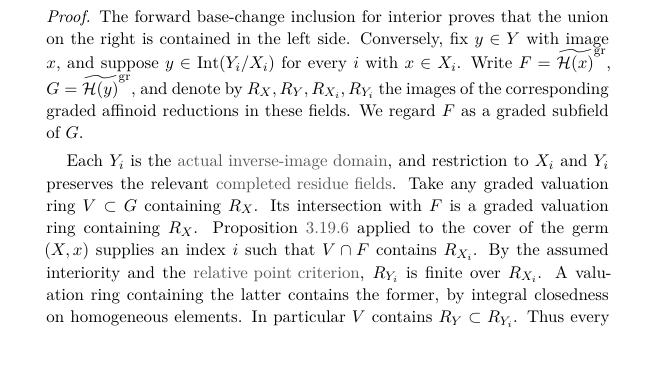 Proof. The forward base-change inclusion for interior proves that the union
on the right is contained in the left side. Conversely, fix y ∈ Y with image
x, and suppose y ∈ Int(Y_i/X_i) for every i with x ∈ X_i. Write F = \widetilde{H(x)}^{gr},
G = \widetilde{H(y)}^{gr}, and denote by R_X, R_Y, R_{X_i}, R_{Y_i} the images of the corresponding
graded affinoid reductions in these fields. We regard F as a graded subfield
of G.
Each Y_i is the actual inverse-image domain, and restriction to X_i and Y_i
preserves the relevant completed residue fields. Take any graded valuation
ring V ⊂ G containing R_X. Its intersection with F is a graded valuation
ring containing R_X. Proposition 3.19.6 applied to the cover of the germ
(X, x) supplies an index i such that V ∩ F contains R_{X_i}. By the assumed
interiority and the relative point criterion, R_{Y_i} is finite over R_{X_i}. A valu-
ation ring containing the latter contains the former, by integral closedness
on homogeneous elements. In particular V contains R_Y ⊂ R_{Y_i}. Thus every